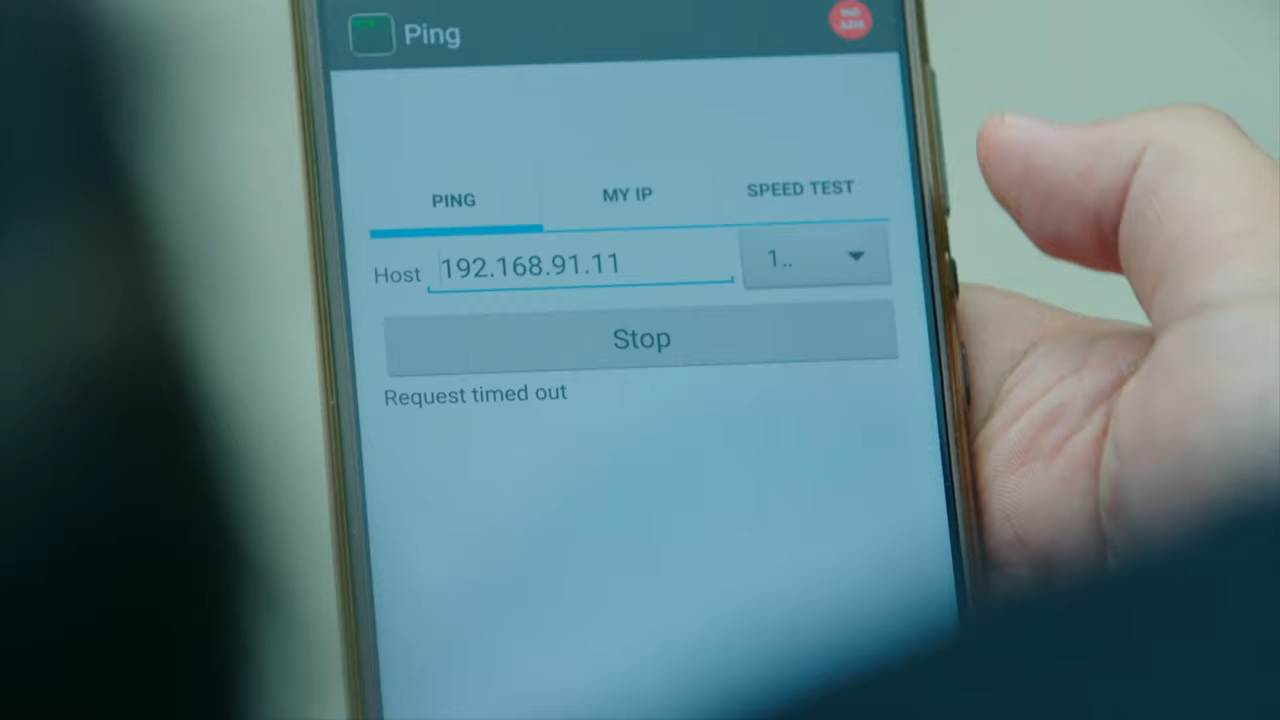 Ping
PING MY IP SPEED TEST
Host 192.168.91.11 1..
Stop
Request timed out